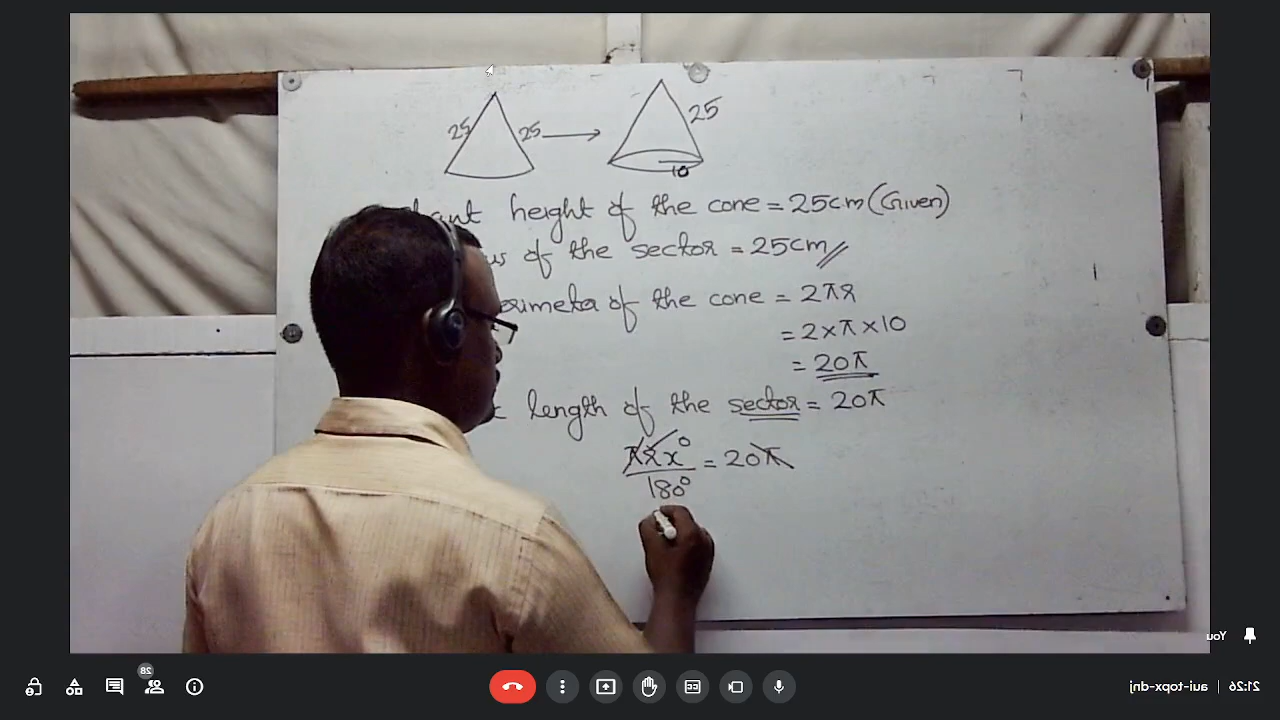 25 25 25
10
height of the cone = 25cm (Given)
of the sector = 25cm
of the cone = 2πr
= 2×π×10
= 20π
length of the sector = 20π
πrx° = 20π
180°
You
28
21:26 | aui-topx-dnj